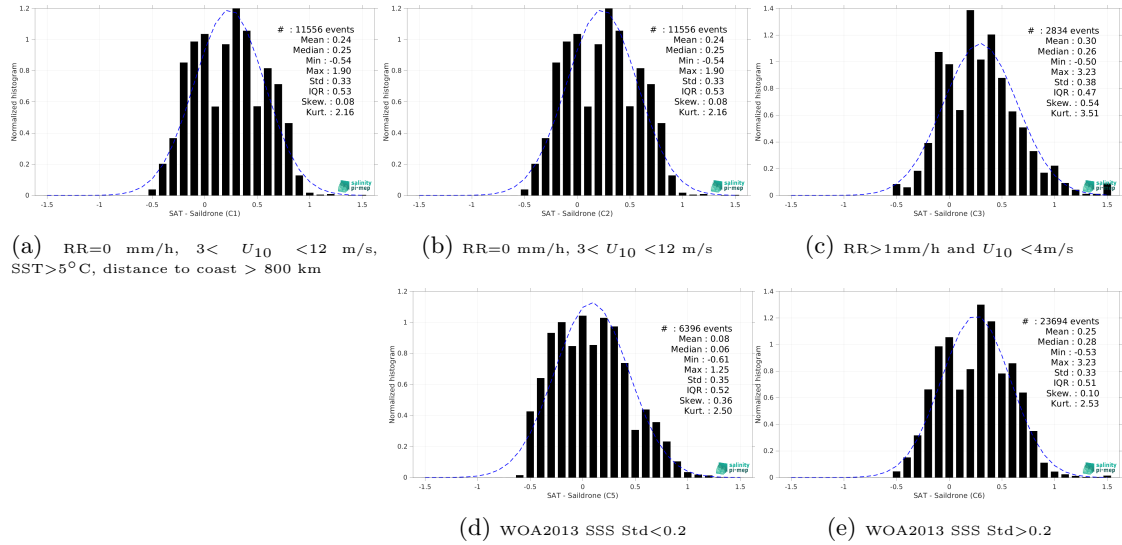 Normalized histogram
1.2
1
0.8
0.6
0.4
0.2
0
-1.5
-1
-0.5
0
0.5
1
1.5
# : 11556 events
Mean : 0.24
Median : 0.25
Min : -0.54
Max : 1.90
Std : 0.33
IQR : 0.53
Skew. : 0.08
Kurt. : 2.16
salinity
pi-mep
SAT - Saildrone (C1)
(a) RR=0 mm/h, 3< U10 <12 m/s,
SST>5°C, distance to coast > 800 km
Normalized histogram
1.2
1
0.8
0.6
0.4
0.2
0
-1.5
-1
-0.5
0
0.5
1
1.5
# : 11556 events
Mean : 0.24
Median : 0.25
Min : -0.54
Max : 1.90
Std : 0.33
IQR : 0.53
Skew. : 0.08
Kurt. : 2.16
salinity
pi-mep
SAT - Saildrone (C2)
(b) RR=0 mm/h, 3< U10 <12 m/s
Normalized histogram
1.4
1.2
1
0.8
0.6
0.4
0.2
0
-1.5
-1
-0.5
0
0.5
1
1.5
# : 2834 events
Mean : 0.30
Median : 0.26
Min : -0.50
Max : 3.23
Std : 0.38
IQR : 0.47
Skew. : 0.54
Kurt. : 3.51
salinity
pi-mep
SAT - Saildrone (C3)
(c) RR>1mm/h and U10 <4m/s
Normalized histogram
1.2
1
0.8
0.6
0.4
0.2
0
-1.5
-1
-0.5
0
0.5
1
1.5
# : 6396 events
Mean : 0.08
Median : 0.06
Min : -0.61
Max : 1.25
Std : 0.35
IQR : 0.52
Skew. : 0.36
Kurt. : 2.50
salinity
pi-mep
SAT - Saildrone (C5)
(d) WOA2013 SSS Std<0.2
Normalized histogram
1.4
1.2
1
0.8
0.6
0.4
0.2
0
-1.5
-1
-0.5
0
0.5
1
1.5
# : 23694 events
Mean : 0.25
Median : 0.28
Min : -0.53
Max : 3.23
Std : 0.33
IQR : 0.51
Skew. : 0.10
Kurt. : 2.53
salinity
pi-mep
SAT - Saildrone (C6)
(e) WOA2013 SSS Std>0.2